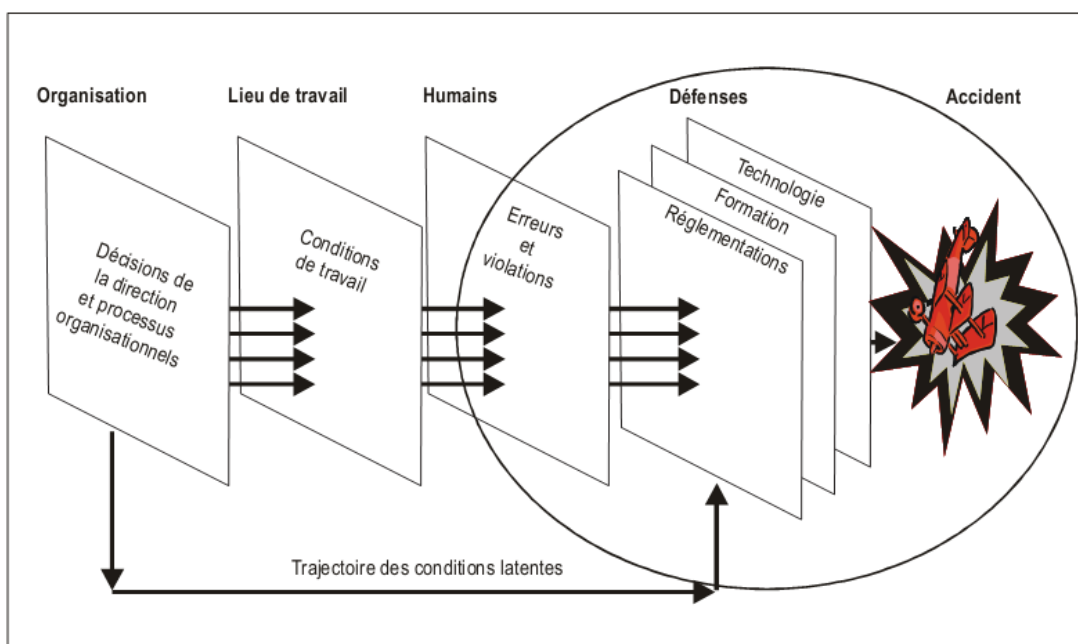 Organisation
Lieu de travail
Humains
Défenses
Accident
Décisions de
la direction
et processus
organisationnels
Conditions
de travail
Erreurs
et
violations
Technologie
Formation
Réglementations
Trajectoire des conditions latentes